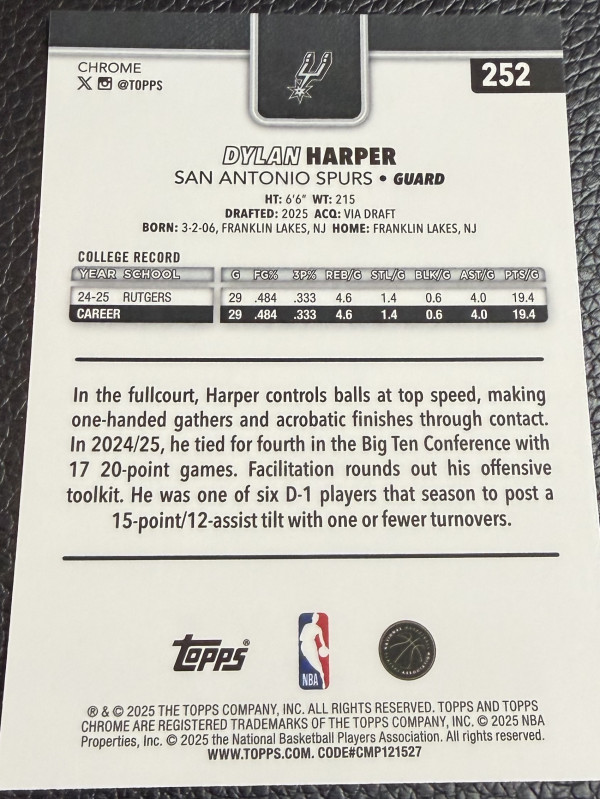 CHROME
252
X @TOPPS
DYLAN HARPER
SAN ANTONIO SPURS • GUARD
HT: 6'6" WT: 215
DRAFTED: 2025 ACQ: VIA DRAFT
BORN: 3-2-06, FRANKLIN LAKES, NJ HOME: FRANKLIN LAKES, NJ
COLLEGE RECORD
YEAR SCHOOL G FG% 3P% REB/G STL/G BLK/G AST/G PTS/G
24-25 RUTGERS 29 .484 .333 4.6 1.4 0.6 4.0 19.4
CAREER 29 .484 .333 4.6 1.4 0.6 4.0 19.4
In the fullcourt, Harper controls balls at top speed, making
one-handed gathers and acrobatic finishes through contact.
In 2024/25, he tied for fourth in the Big Ten Conference with
17 20-point games. Facilitation rounds out his offensive
toolkit. He was one of six D-1 players that season to post a
15-point/12-assist tilt with one or fewer turnovers.
TOPPS®
NBA
® & © 2025 THE TOPPS COMPANY, INC. ALL RIGHTS RESERVED. TOPPS AND TOPPS
CHROME ARE REGISTERED TRADEMARKS OF THE TOPPS COMPANY, INC. © 2025 NBA
Properties, Inc. © 2025 the National Basketball Players Association. All rights reserved.
WWW.TOPPS.COM. CODE#CMP121527